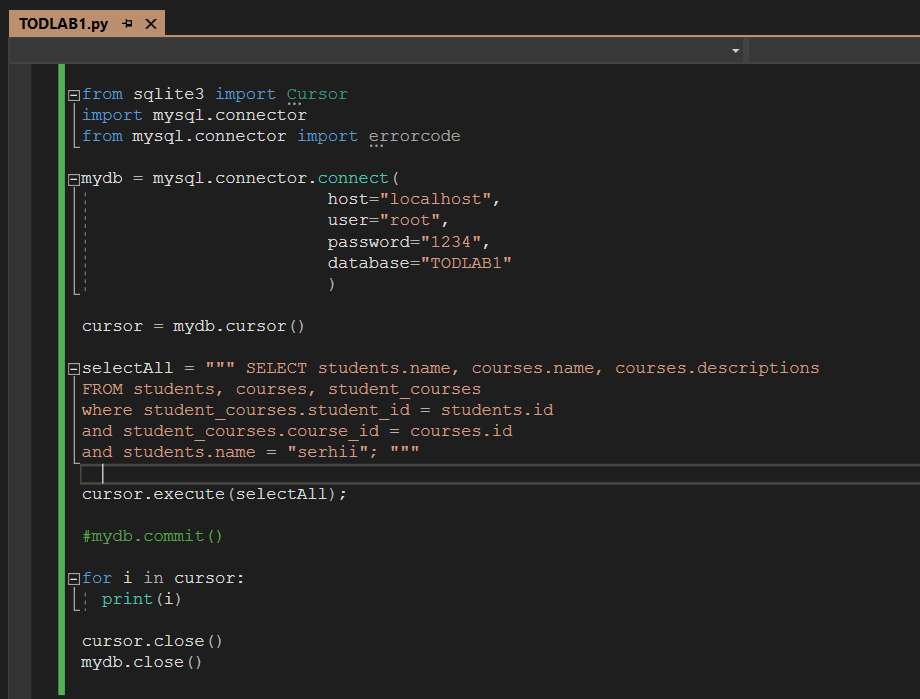 TODLAB1.py
from sqlite3 import Cursor
import mysql.connector
from mysql.connector import errorcode
mydb = mysql.connector.connect(
host="localhost",
user="root",
password="1234",
database="TODLAB1"
)
cursor = mydb.cursor()
selectAll = """ SELECT students.name, courses.name, courses.descriptions
FROM students, courses, student_courses
where student_courses.student_id = students.id
and student_courses.course_id = courses.id
and students.name = "serhii"; """
cursor.execute(selectAll);
#mydb.commit()
for i in cursor:
print(i)
cursor.close()
mydb.close()